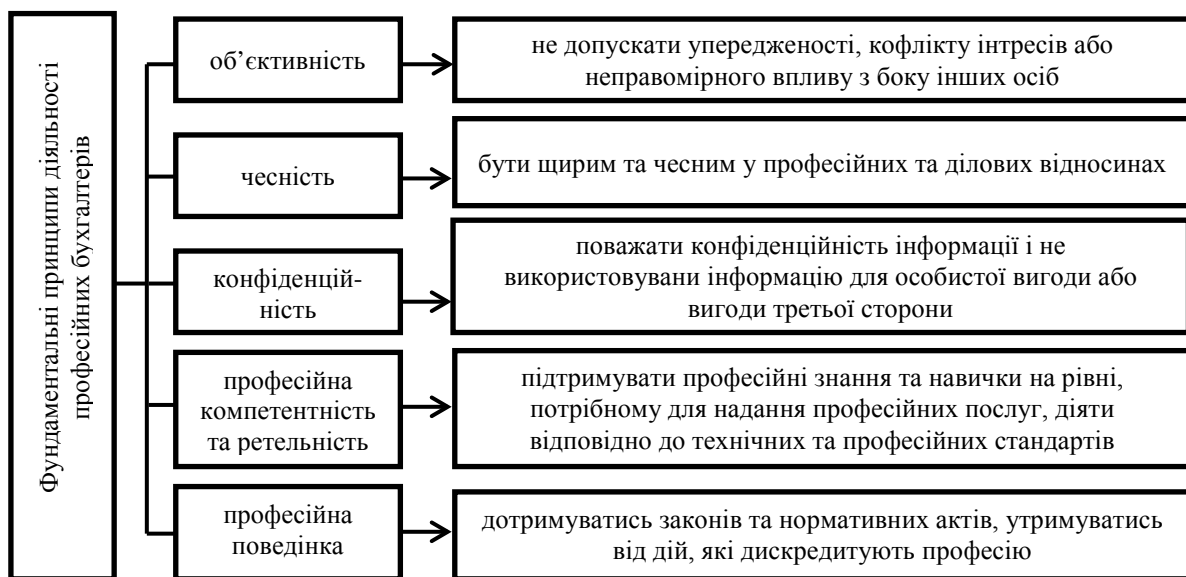 Фундаментальні принципи діяльності
професійних бухгалтерів
об’єктивність
не допускати упередженості, кофлікту інтресів або
неправомірного впливу з боку інших осіб
чесність
бути щирим та чесним у професійних та ділових відносинах
конфіденцій-
ність
поважати конфіденційність інформації і не
використовувани інформацію для особистої вигоди або
вигоди третьої сторони
професійна
компетентність
та ретельність
підтримувати професійні знання та навички на рівні,
потрібному для надання професійних послуг, діяти
відповідно до технічних та професійних стандартів
професійна
поведінка
дотримуватись законів та нормативних актів, утримуватись
від дій, які дискредитують професію